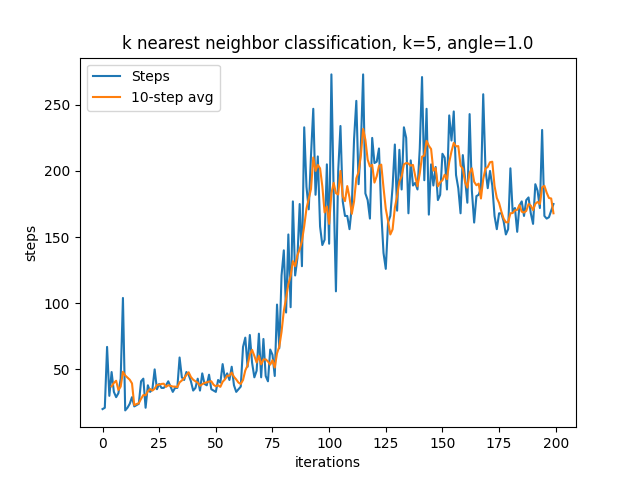 k nearest neighbor classification, k=5, angle=1.0
Steps
10-step avg
250
200
150
100
50
steps
0 25 50 75 100 125 150 175 200
iterations